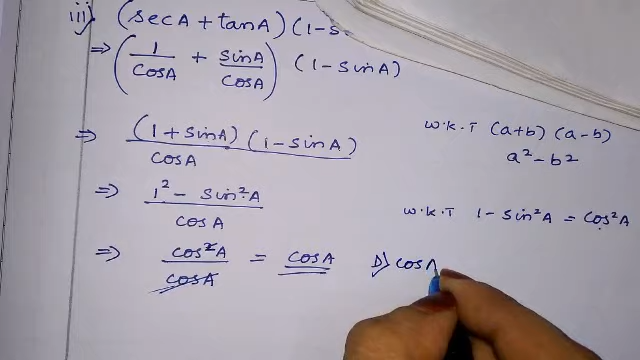 iii) (secA + tanA) (1-s
⇒ (1/cosA + sinA/cosA) (1 - sinA)
⇒ (1 + sinA) (1 - sinA) / cosA
w.k.T (a+b) (a-b)
a² - b²
⇒ 1² - sin²A / cosA
w.k.T 1 - sin²A = cos²A
⇒ cos²A / cosA = cosA
D) cosA